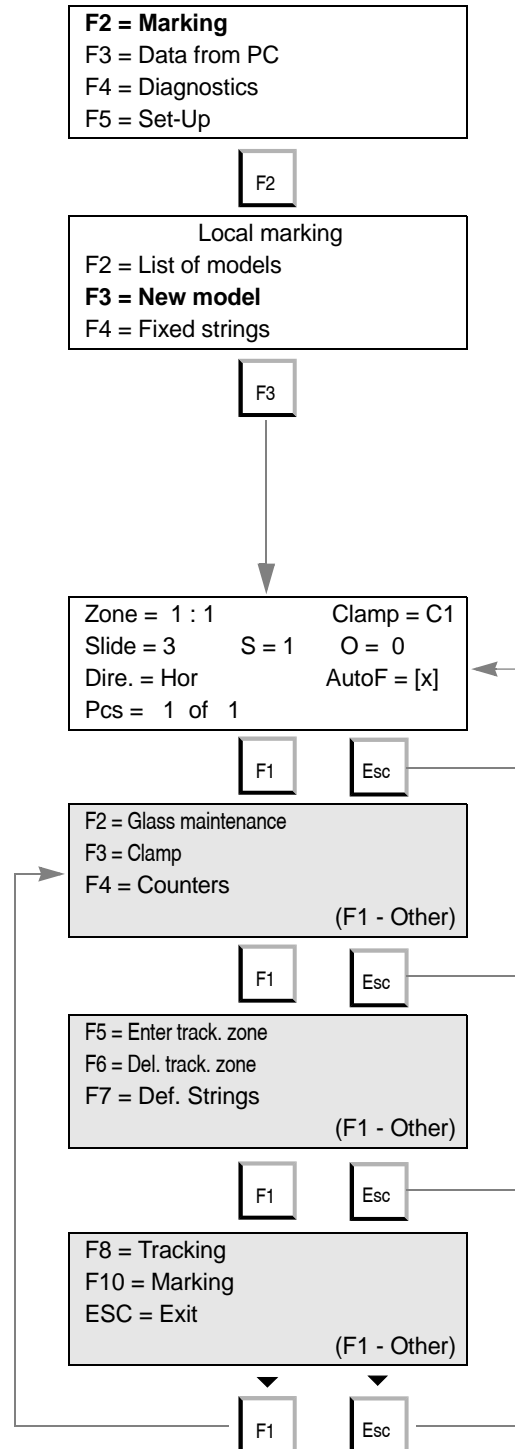 F2 = Marking
F3 = Data from PC
F4 = Diagnostics
F5 = Set-Up
F2
Local marking
F2 = List of models
F3 = New model
F4 = Fixed strings
F3
Zone = 1 : 1 Clamp = C1
Slide = 3 S = 1 O = 0
Dire. = Hor AutoF = [x]
Pcs = 1 of 1
F1 Esc
F2 = Glass maintenance
F3 = Clamp
F4 = Counters
(F1 - Other)
F1 Esc
F5 = Enter track. zone
F6 = Del. track. zone
F7 = Def. Strings
(F1 - Other)
F1 Esc
F8 = Tracking
F10 = Marking
ESC = Exit
(F1 - Other)
F1 Esc